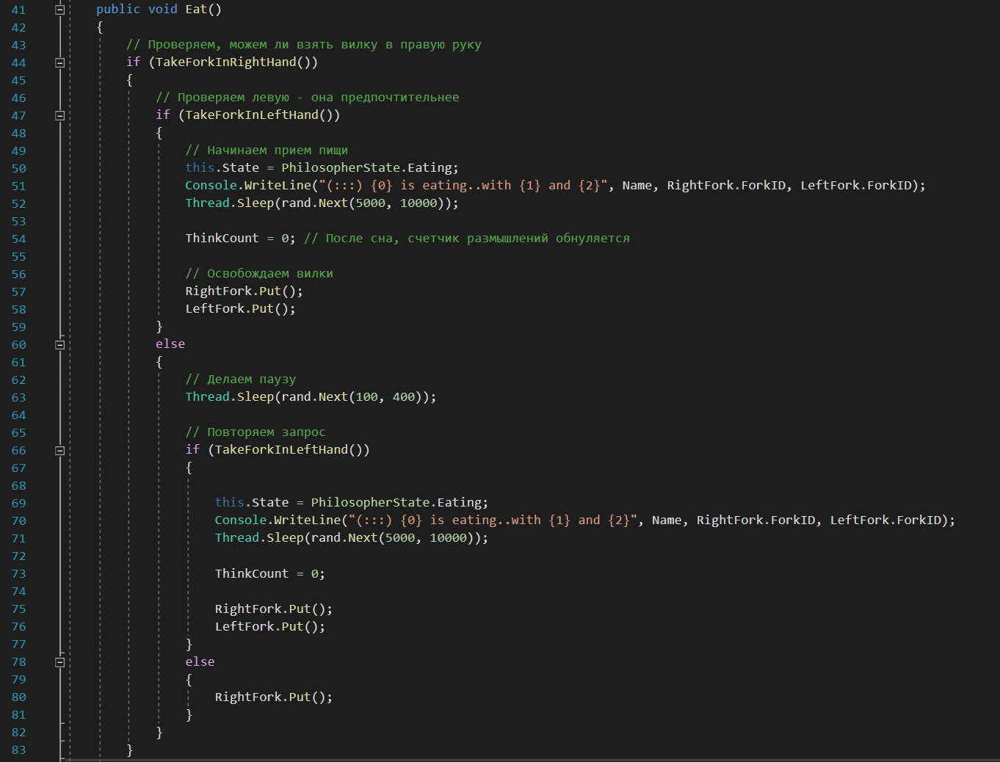 41 public void Eat()
42 {
43 // Проверяем, можем ли взять вилку в правую руку
44 if (TakeForkInRightHand())
45 {
46 // Проверяем левую - она предпочтительнее
47 if (TakeForkInLeftHand())
48 {
49 // Начинаем прием пищи
50 this.State = PhilosopherState.Eating;
51 Console.WriteLine("(:::) {0} is eating..with {1} and {2}", Name, RightFork.ForkID, LeftFork.ForkID);
52 Thread.Sleep(rand.Next(5000, 10000));
53
54 ThinkCount = 0; // После сна, счетчик размышлений обнуляется
55
56 // Освобождаем вилки
57 RightFork.Put();
58 LeftFork.Put();
59 }
60 else
61 {
62 // Делаем паузу
63 Thread.Sleep(rand.Next(100, 400));
64
65 // Повторяем запрос
66 if (TakeForkInLeftHand())
67 {
68
69 this.State = PhilosopherState.Eating;
70 Console.WriteLine("(:::) {0} is eating..with {1} and {2}", Name, RightFork.ForkID, LeftFork.ForkID);
71 Thread.Sleep(rand.Next(5000, 10000));
72
73 ThinkCount = 0;
74
75 RightFork.Put();
76 LeftFork.Put();
77 }
78 else
79 {
80 RightFork.Put();
81 }
82 }
83 }